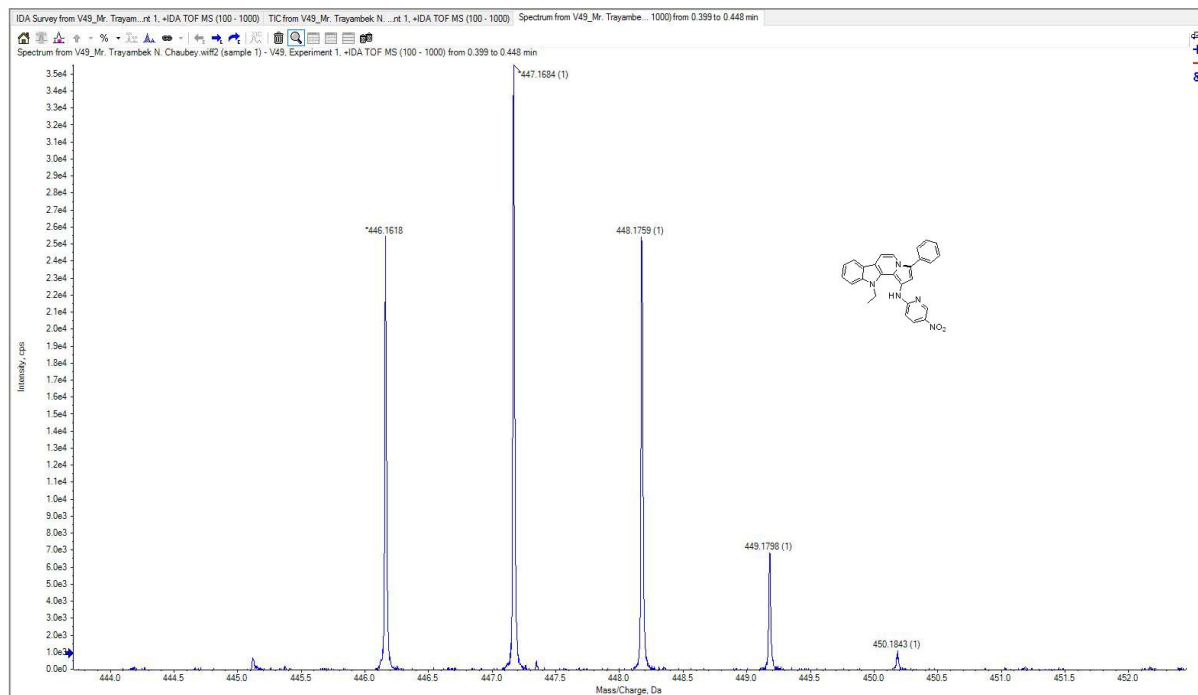 IDA Survey from V49_Mr. Trayam...nt 1, +IDA TOF MS (100 - 1000) TIC from V49_Mr. Trayambek N. ...nt 1, +IDA TOF MS (100 - 1000) Spectrum from V49_Mr. Trayambe... 1000) from 0.399 to 0.448 min
%
Spectrum from V49_Mr. Trayambek N. Chaubey.wiff2 (sample 1) - V49, Experiment 1, +IDA TOF MS (100 - 1000) from 0.399 to 0.448 min
3.5e4
3.4e4
3.3e4
3.2e4
3.1e4
3.0e4
2.9e4
2.8e4
2.7e4
2.6e4
2.5e4
2.4e4
2.3e4
2.2e4
2.1e4
2.0e4
1.9e4
1.8e4
1.7e4
1.6e4
1.5e4
1.4e4
1.3e4
1.2e4
1.1e4
1.0e4
9.0e3
8.0e3
7.0e3
6.0e3
5.0e3
4.0e3
3.0e3
2.0e3
1.0e3
0.0e0
Intensity, cps
*447.1684 (1)
*446.1618
448.1759 (1)
449.1798 (1)
450.1843 (1)
N
N
HN
N
NO2
444.0 444.5 445.0 445.5 446.0 446.5 447.0 447.5 448.0 448.5 449.0 449.5 450.0 450.5 451.0 451.5 452.0
Mass/Charge, Da